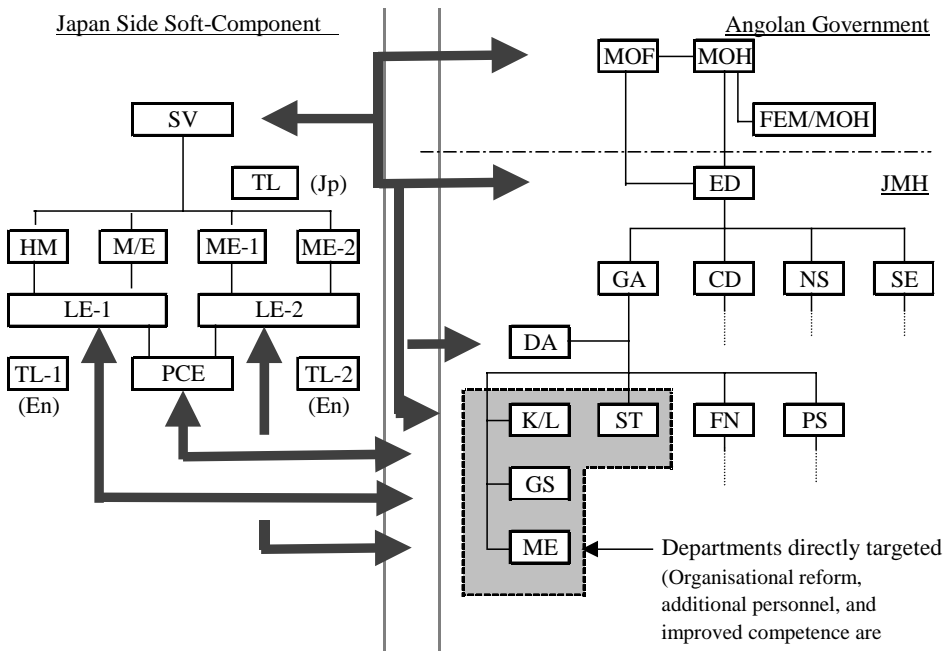 Japan Side Soft-Component
Angolan Government
MOF
MOH
SV
FEM/MOH
TL
(Jp)
ED
JMH
HM
M/E
ME-1
ME-2
GA
CD
NS
SE
LE-1
LE-2
DA
TL-1
(En)
PCE
TL-2
(En)
K/L
ST
FN
PS
GS
ME
Departments directly targeted
(Organisational reform,
additional personnel, and
improved competence are